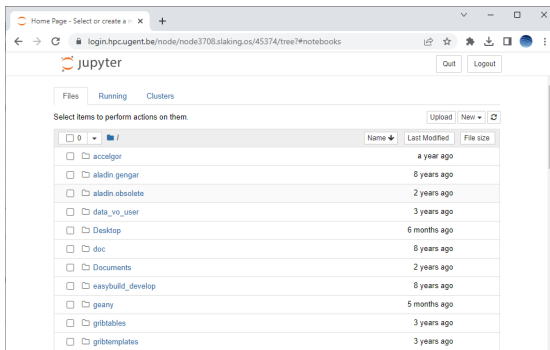 Home Page - Select or create a n
login.hpc.ugent.be/node/node3708.slaking.os/45374/tree?#notebooks
jupyter
Quit Logout
Files Running Clusters
Select items to perform actions on them.
Upload New
0 / Name Last Modified File size
accelgor a year ago
aladin.gengar 8 years ago
aladin.obsolete 2 years ago
data_vo_user 3 years ago
Desktop 6 months ago
doc 8 years ago
Documents 2 years ago
easybuild_develop 8 years ago
geany 5 months ago
gribtables 3 years ago
gribtemplates 3 years ago